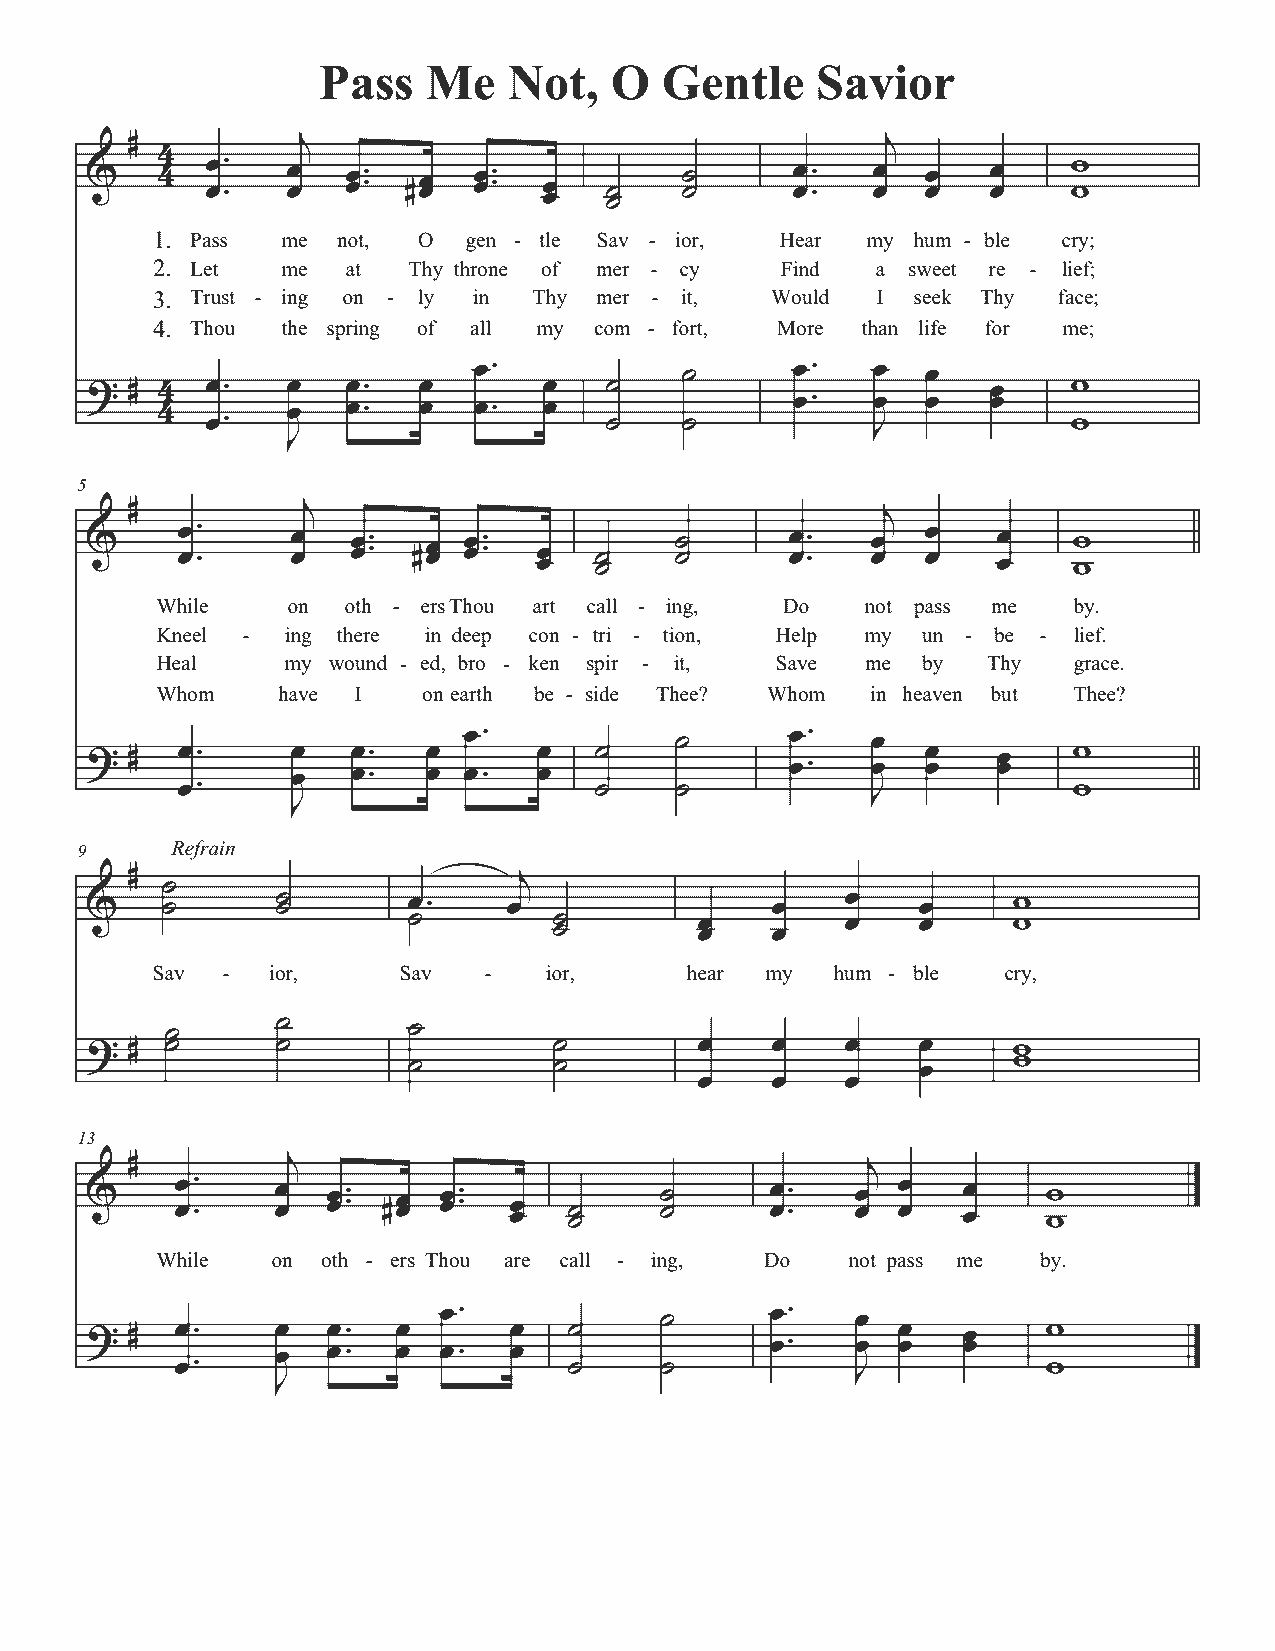 Pass Me Not, O Gentle Savior
1. Pass me not, O gen - tle Sav - ior, Hear my hum - ble cry;
2. Let me at Thy throne of mer - cy Find a sweet re - lief;
3. Trust - ing on - ly in Thy mer - it, Would I seek Thy face;
4. Thou the spring of all my com - fort, More than life for me;
5
While on oth - ers Thou art call - ing, Do not pass me by.
Kneel - ing there in deep con - tri - tion, Help my un - be - lief.
Heal my wound - ed, bro - ken spir - it, Save me by Thy grace.
Whom have I on earth be - side Thee? Whom in heaven but Thee?
9 Refrain
Sav - ior, Sav - ior, hear my hum - ble cry,
13
While on oth - ers Thou are call - ing, Do not pass me by.